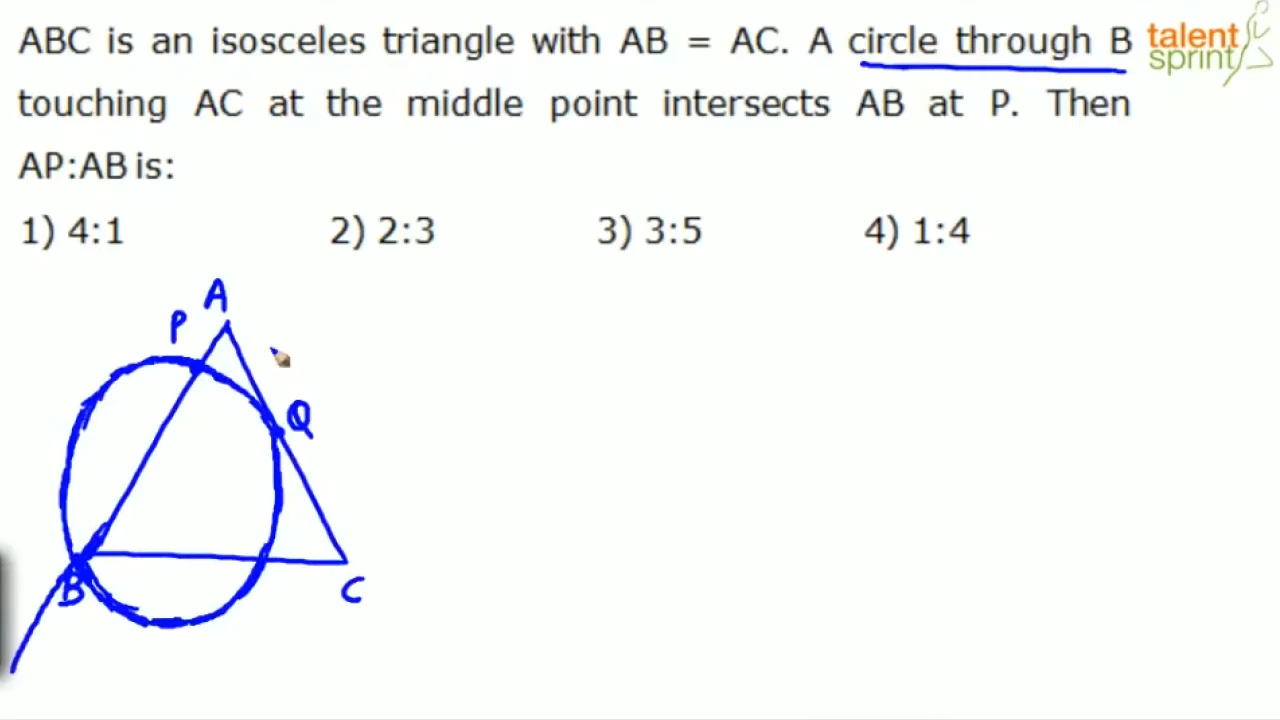 ABC is an isosceles triangle with AB = AC. A circle through B
talent
sprint
touching AC at the middle point intersects AB at P. Then
AP:AB is:
1) 4:1 2) 2:3 3) 3:5 4) 1:4
A
P
Q
B
C